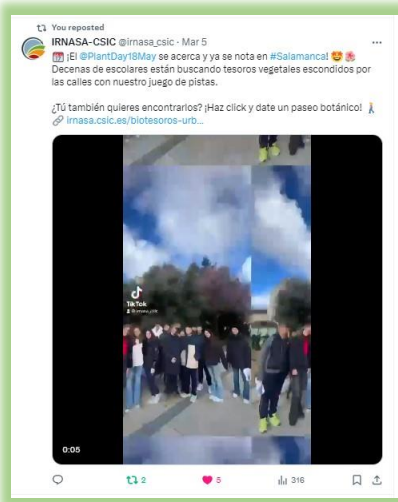 You reposted
IRNASA-CSIC @irnasa_csic · Mar 5
¡El @PlantDay18May se acerca y ya se nota en #Salamanca!
Decenas de escolares están buscando tesoros vegetales escondidos por
las calles con nuestro juego de pistas.
¿Tú también quieres encontrarlos? ¡Haz click y date un paseo botánico!
irnasa.csic.es/biotesoros-urb...
TikTok
0:05
2
5
316